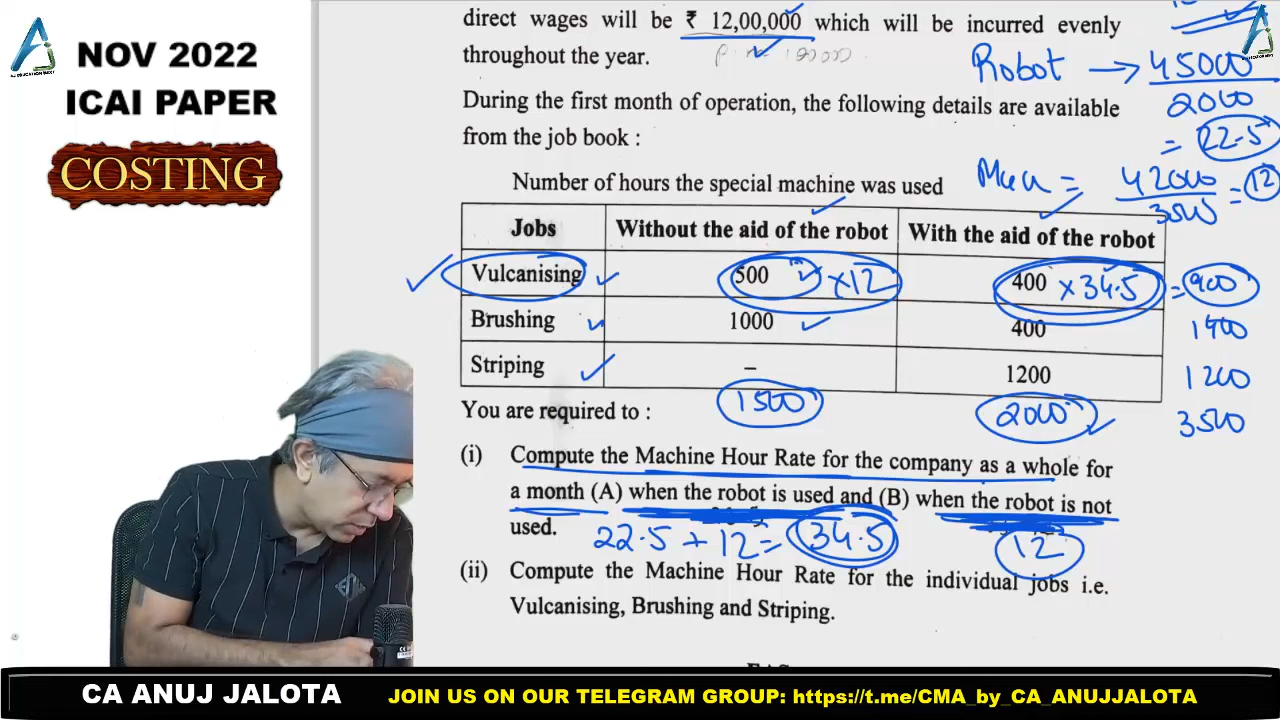 NOV 2022
ICAI PAPER
COSTING
direct wages will be ₹ 12,00,000 which will be incurred evenly
throughout the year.
Robot → 45000
2000
= 22.5
During the first month of operation, the following details are available
from the job book :
Number of hours the special machine was used
= 42000 = 12
3500
Jobs Without the aid of the robot With the aid of the robot
Vulcanising 500 ×12 400 ×34.5 = 900
Brushing 1000 400 1400
Striping – 1200 1200
1500 2000 3500
You are required to :
(i) Compute the Machine Hour Rate for the company as a whole for
a month (A) when the robot is used and (B) when the robot is not
used. 22.5 + 12 = 34.5 12
(ii) Compute the Machine Hour Rate for the individual jobs i.e.
Vulcanising, Brushing and Striping.
CA ANUJ JALOTA JOIN US ON OUR TELEGRAM GROUP: https://t.me/CMA_by_CA_ANUJJALOTA